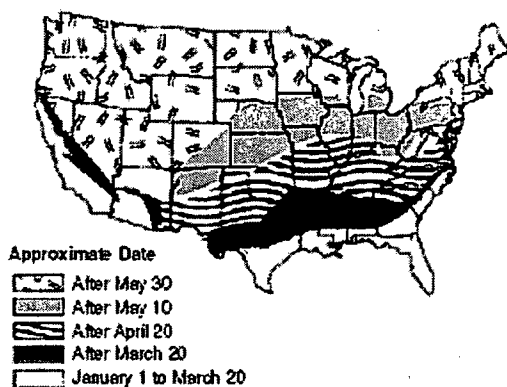 Approximate Date
After May 30
After May 10
After April 20
After March 20
January 1 to March 20